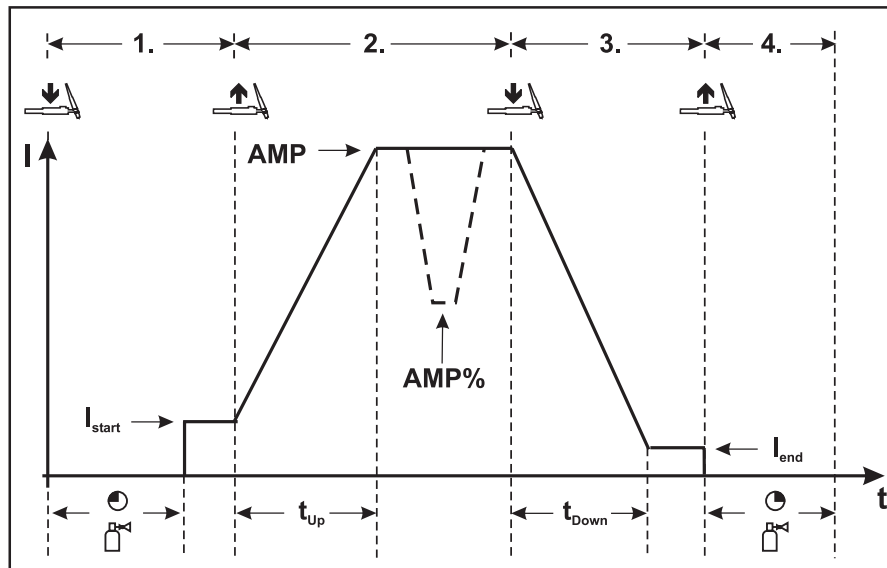 1. 2. 3. 4.
I
AMP
AMP%
Istart
Iend
t
tUp
tDown